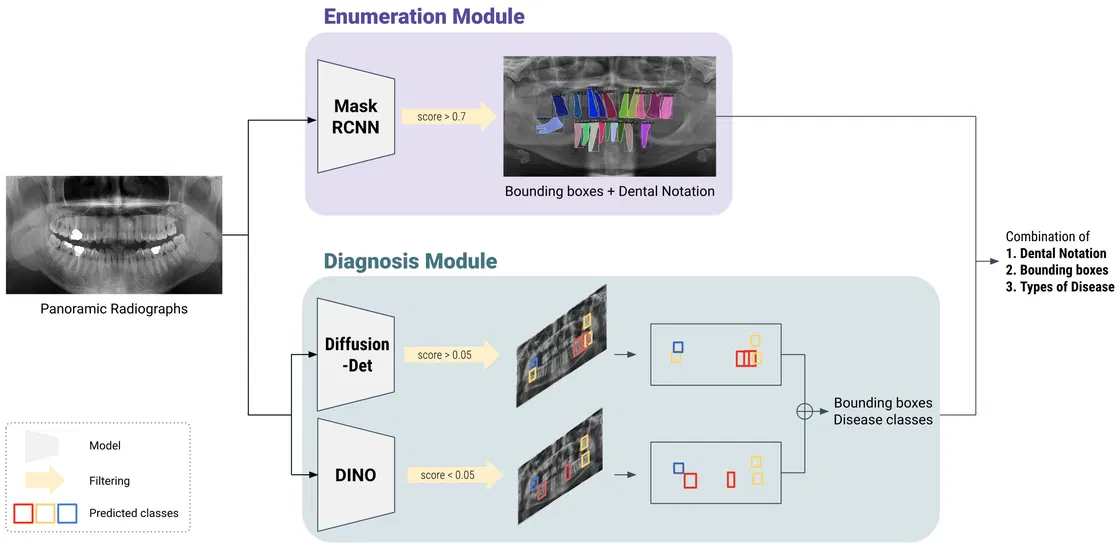 Enumeration Module
Mask
RCNN
score > 0.7
Bounding boxes + Dental Notation
Panoramic Radiographs
Diagnosis Module
Diffusion
-Det
score > 0.05
DINO
score < 0.05
Bounding boxes
Disease classes
Combination of
1. Dental Notation
2. Bounding boxes
3. Types of Disease
Model
Filtering
Predicted classes